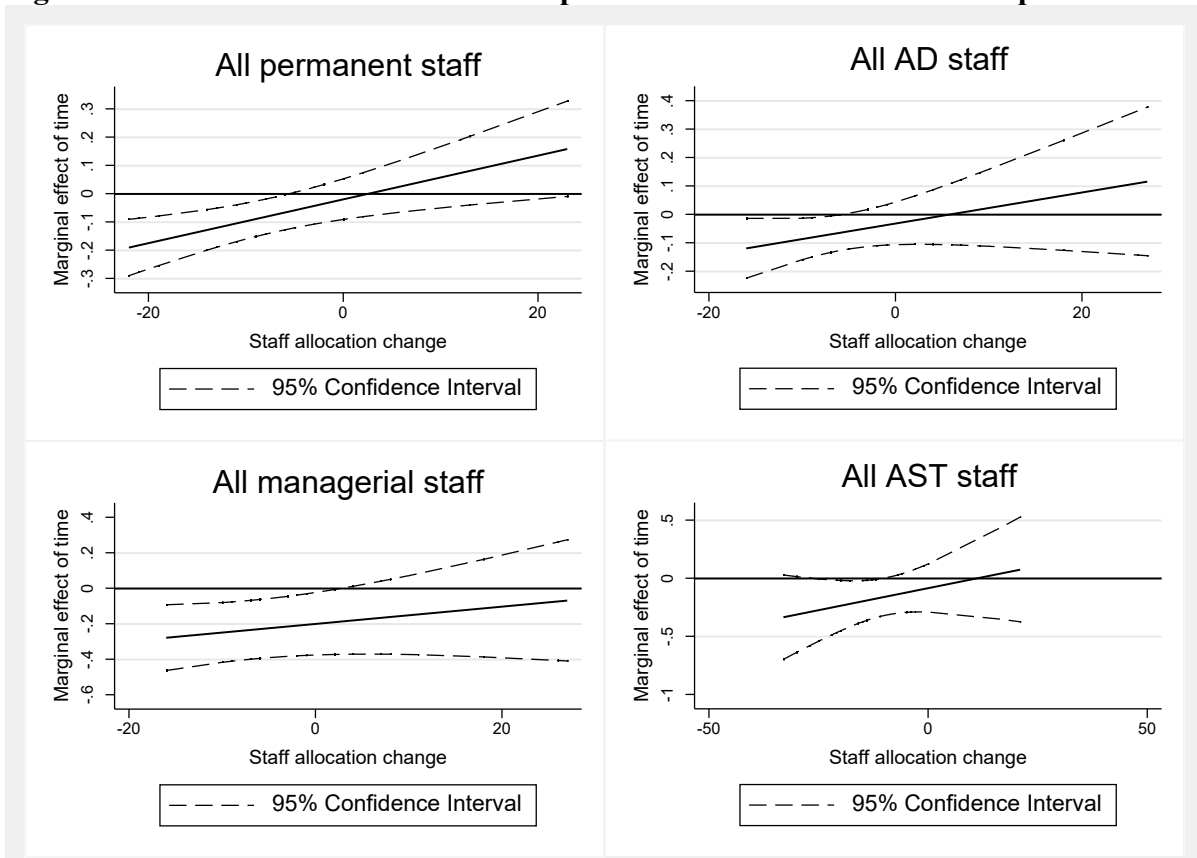 All permanent staff
Marginal effect of time
.3
.2
.1
0
-.1
-.2
-.3
-20 0 20
Staff allocation change
95% Confidence Interval
All AD staff
Marginal effect of time
.4
.3
.2
.1
0
-.1
-.2
-20 0 20
Staff allocation change
95% Confidence Interval
All managerial staff
Marginal effect of time
.4
.2
0
-.2
-.4
-.6
-20 0 20
Staff allocation change
95% Confidence Interval
All AST staff
Marginal effect of time
.5
0
-.5
-1
-50 0 50
Staff allocation change
95% Confidence Interval